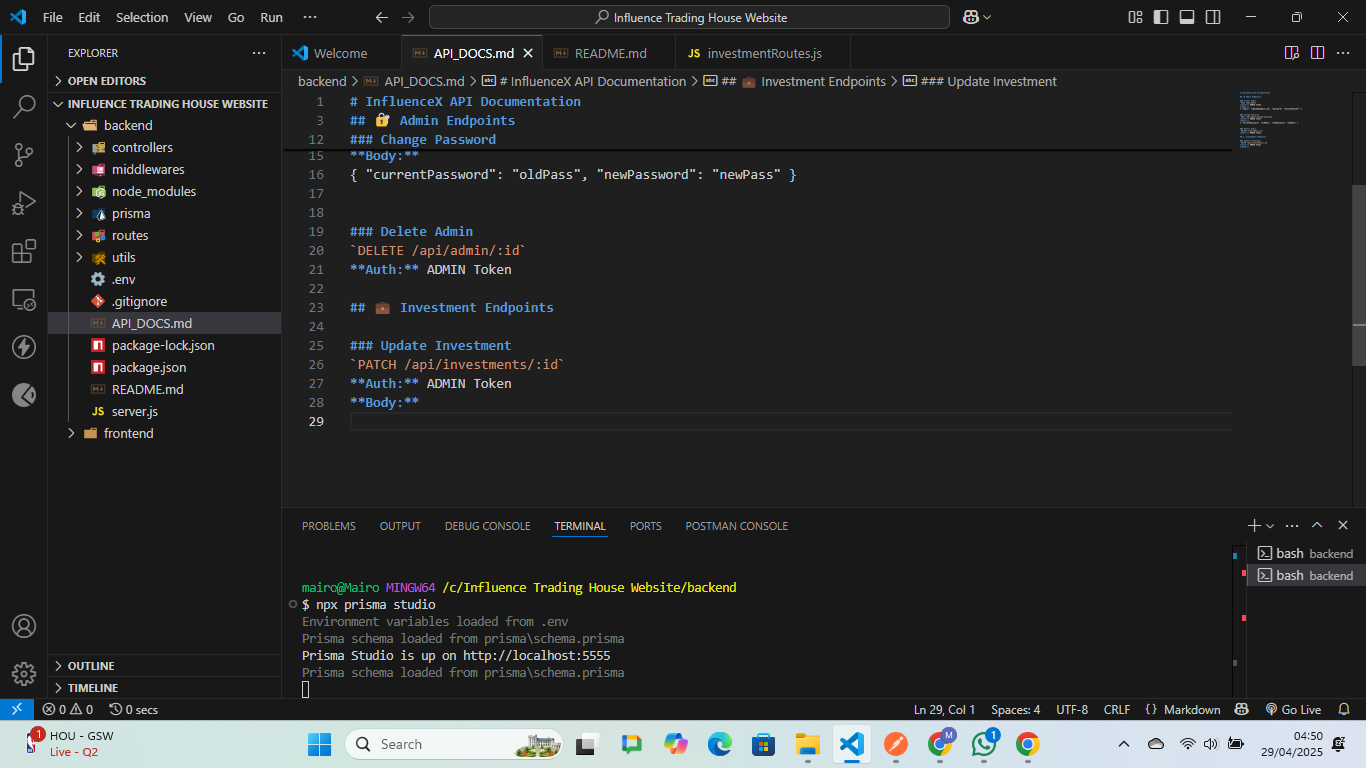 File Edit Selection View Go Run ···
Influence Trading House Website
EXPLORER
OPEN EDITORS
INFLUENCE TRADING HOUSE WEBSITE
backend
controllers
middlewares
node_modules
prisma
routes
utils
.env
.gitignore
API_DOCS.md
package-lock.json
package.json
README.md
JS server.js
frontend
OUTLINE
TIMELINE
Welcome API_DOCS.md README.md JS investmentRoutes.js
backend > API_DOCS.md > # InfluenceX API Documentation > ## 💼 Investment Endpoints > ### Update Investment
1 # InfluenceX API Documentation
3 ## 🔐 Admin Endpoints
12 ### Change Password
15 **Body:**
16 { "currentPassword": "oldPass", "newPassword": "newPass" }
17
18
19 ### Delete Admin
20 `DELETE /api/admin/:id`
21 **Auth:** ADMIN Token
22
23 ## 💼 Investment Endpoints
24
25 ### Update Investment
26 `PATCH /api/investments/:id`
27 **Auth:** ADMIN Token
28 **Body:**
29
PROBLEMS OUTPUT DEBUG CONSOLE TERMINAL PORTS POSTMAN CONSOLE
mairo@Mairo MINGW64 /c/Influence Trading House Website/backend
$ npx prisma studio
Environment variables loaded from .env
Prisma schema loaded from prisma\schema.prisma
Prisma Studio is up on http://localhost:5555
Prisma schema loaded from prisma\schema.prisma
bash backend
bash backend
0 0 0 secs
Ln 29, Col 1 Spaces: 4 UTF-8 CRLF {} Markdown Go Live
1
HOU - GSW
Live - Q2
Search
M
1
04:50
29/04/2025